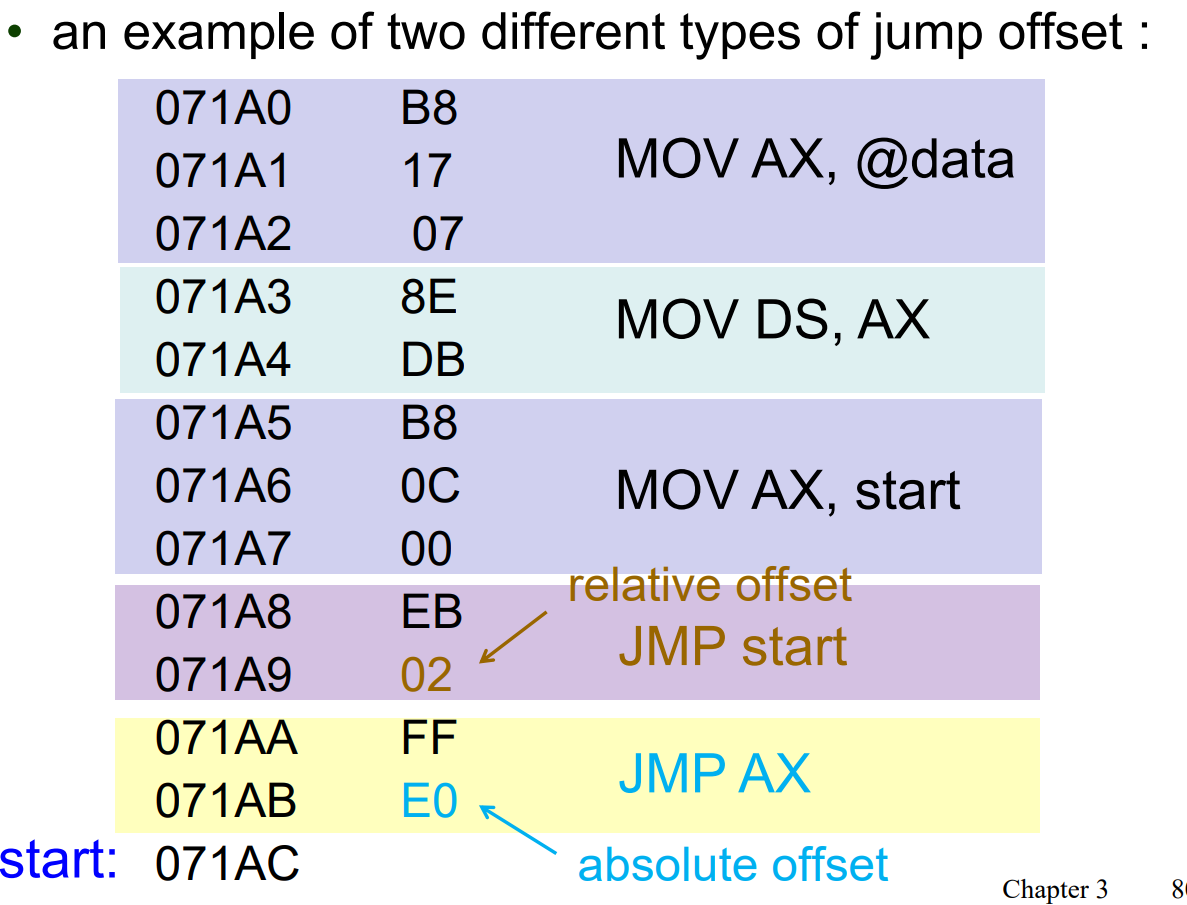 • an example of two different types of jump offset :
071A0 B8
071A1 17 MOV AX, @data
071A2 07
071A3 8E MOV DS, AX
071A4 DB
071A5 B8
071A6 0C MOV AX, start
071A7 00
relative offset
071A8 EB JMP start
071A9 02
071AA FF JMP AX
071AB E0
start: 071AC absolute offset
Chapter 3